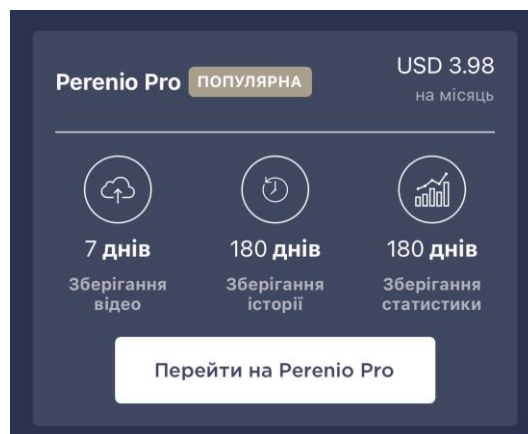 Perenio Pro ПОПУЛЯРНА USD 3.98
на місяць
7 днів 180 днів 180 днів
Зберігання Зберігання Зберігання
відео історії статистики
Перейти на Perenio Pro